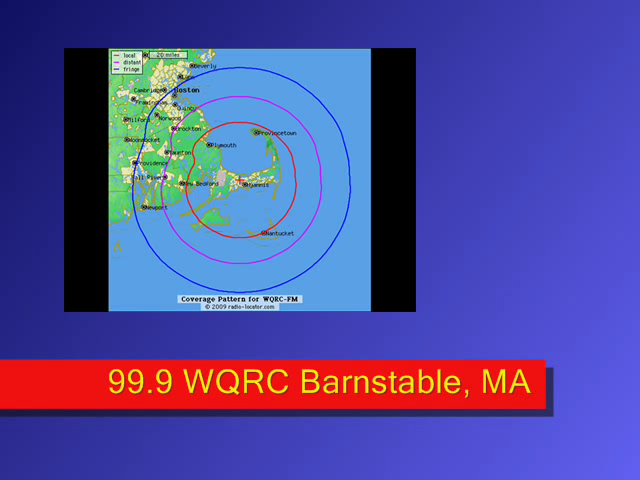 local
distant
fringe
20 miles
Beverly
Lynn
Cambridge
Boston
Framingham
Quincy
Milford
Norwood
Brockton
Provincetown
Woonsocket
Plymouth
Taunton
Providence
Fall River
New Bedford
Hyannis
Newport
Nantucket
Coverage Pattern for WQRC-FM
© 2009 radio-locator.com
99.9 WQRC Barnstable, MA